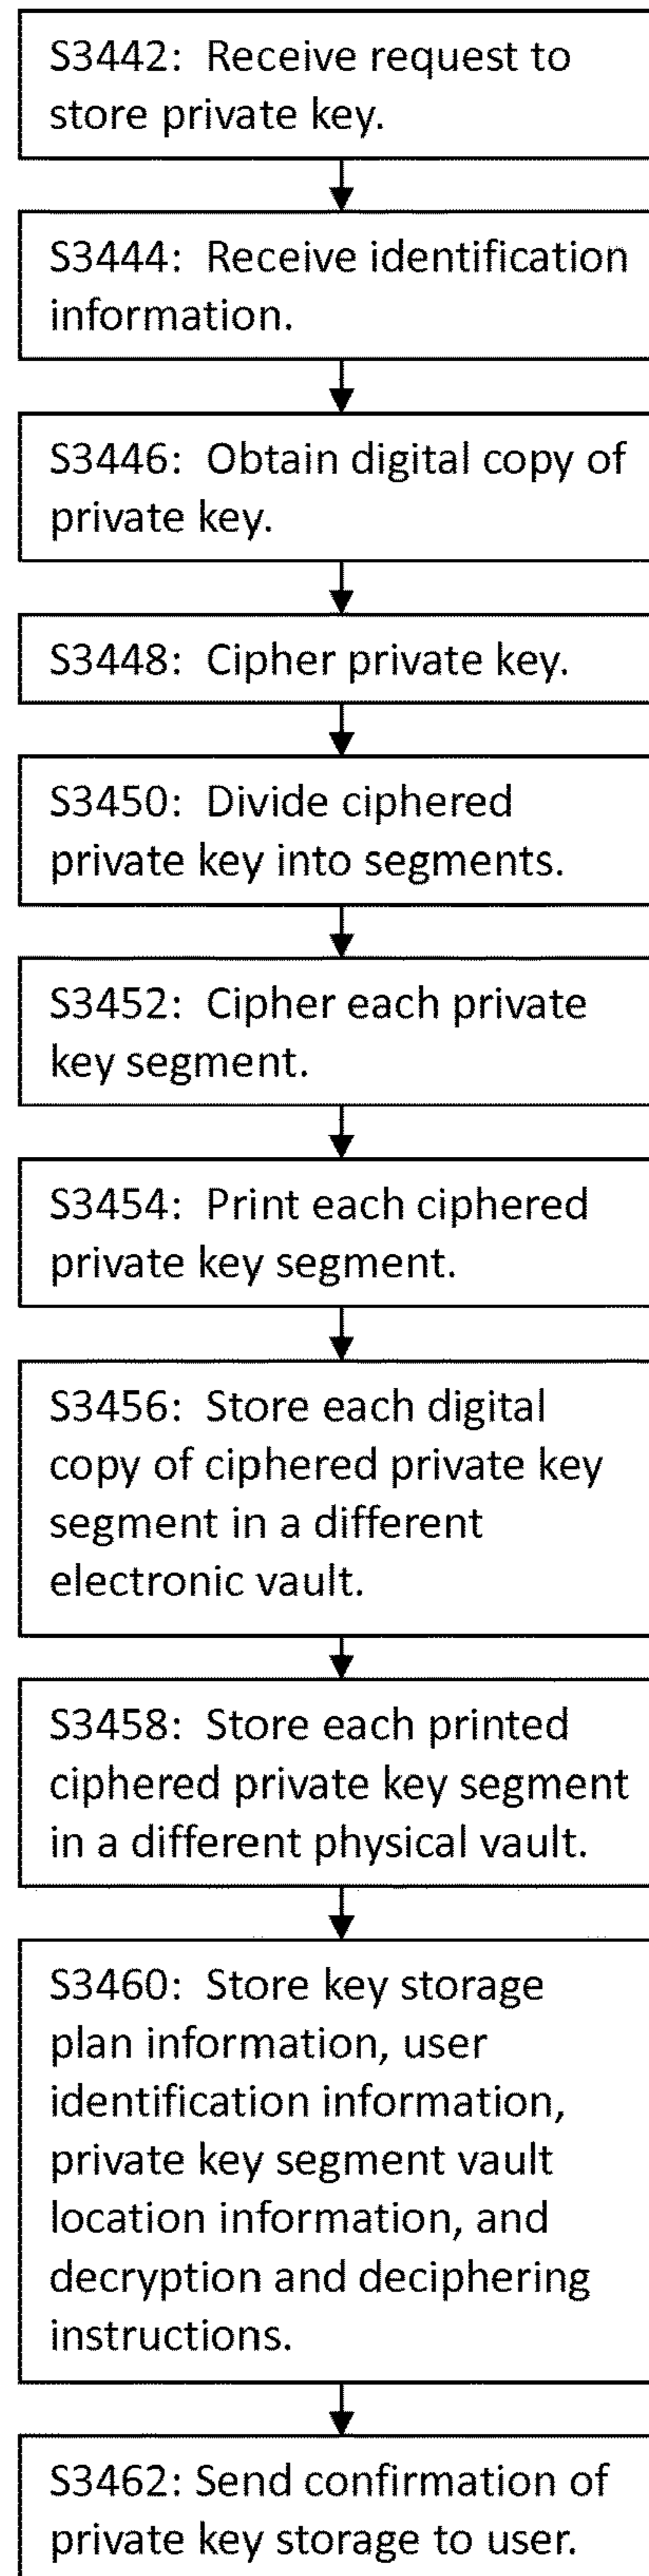 S3442: Receive request to
store private key.
S3444: Receive identification
information.
S3446: Obtain digital copy of
private key.
S3448: Cipher private key.
S3450: Divide ciphered
private key into segments.
S3452: Cipher each private
key segment.
S3454: Print each ciphered
private key segment.
S3456: Store each digital
copy of ciphered private key
segment in a different
electronic vault.
S3458: Store each printed
ciphered private key segment
in a different physical vault.
S3460: Store key storage
plan information, user
identification information,
private key segment vault
location information, and
decryption and deciphering
instructions.
S3462: Send confirmation of
private key storage to user.